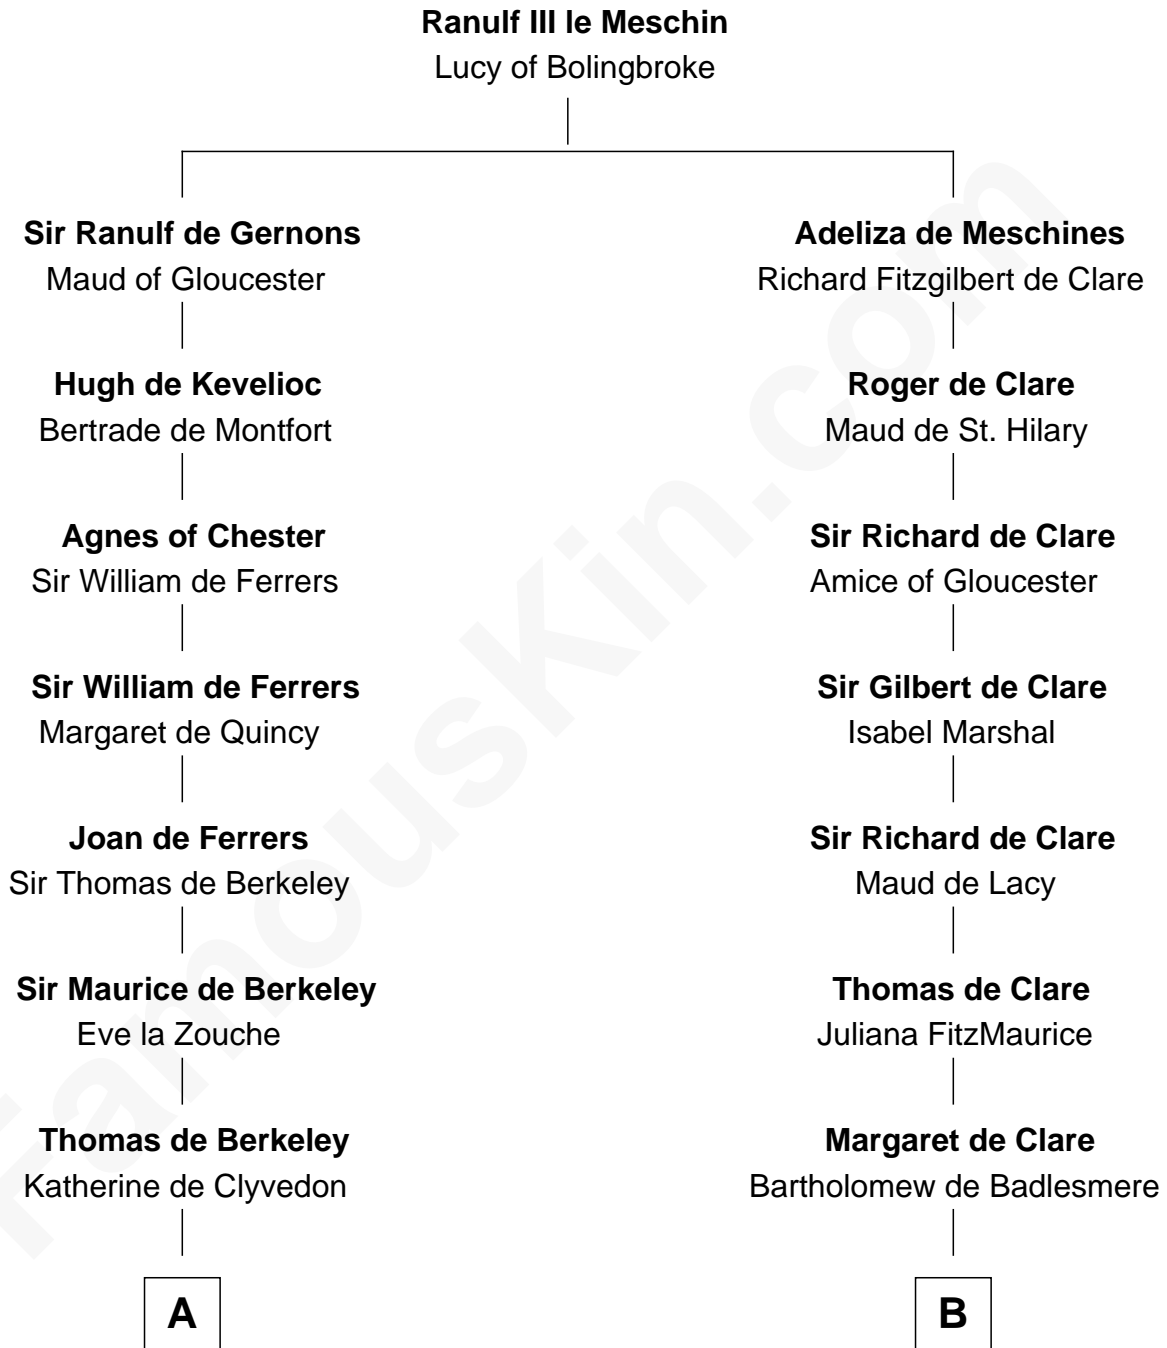 Ranulf III le Meschin
Lucy of Bolingbroke
Sir Ranulf de Gernons
Maud of Gloucester
Adeliza de Meschines
Richard Fitzgilbert de Clare
Hugh de Kevelioc
Bertrade de Montfort
Roger de Clare
Maud de St. Hilary
Agnes of Chester
Sir William de Ferrers
Sir Richard de Clare
Amice of Gloucester
Sir William de Ferrers
Margaret de Quincy
Sir Gilbert de Clare
Isabel Marshal
Joan de Ferrers
Sir Thomas de Berkeley
Sir Richard de Clare
Maud de Lacy
Sir Maurice de Berkeley
Eve la Zouche
Thomas de Clare
Juliana FitzMaurice
Thomas de Berkeley
Katherine de Clyvedon
Margaret de Clare
Bartholomew de Badlesmere
A
B
FamousKin.com